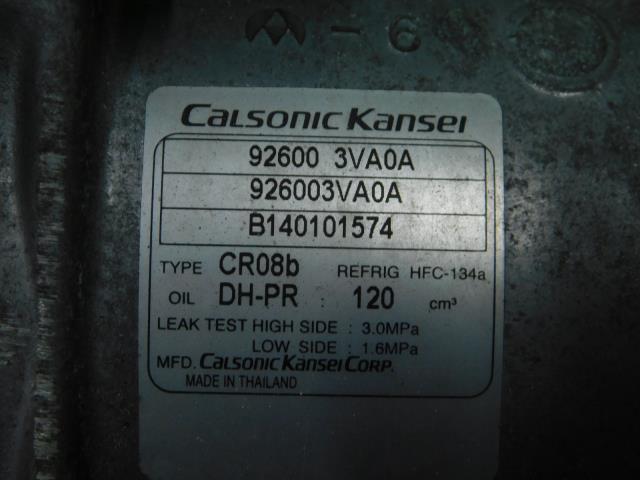 - 6
Calsonic Kansei
92600 3VA0A
926003VA0A
B140101574
TYPE CR08b REFRIG HFC-134a
OIL DH-PR : 120 cm³
LEAK TEST HIGH SIDE : 3.0MPa
LOW SIDE : 1.6MPa
MFD. Calsonic Kansei Corp.
MADE IN THAILAND